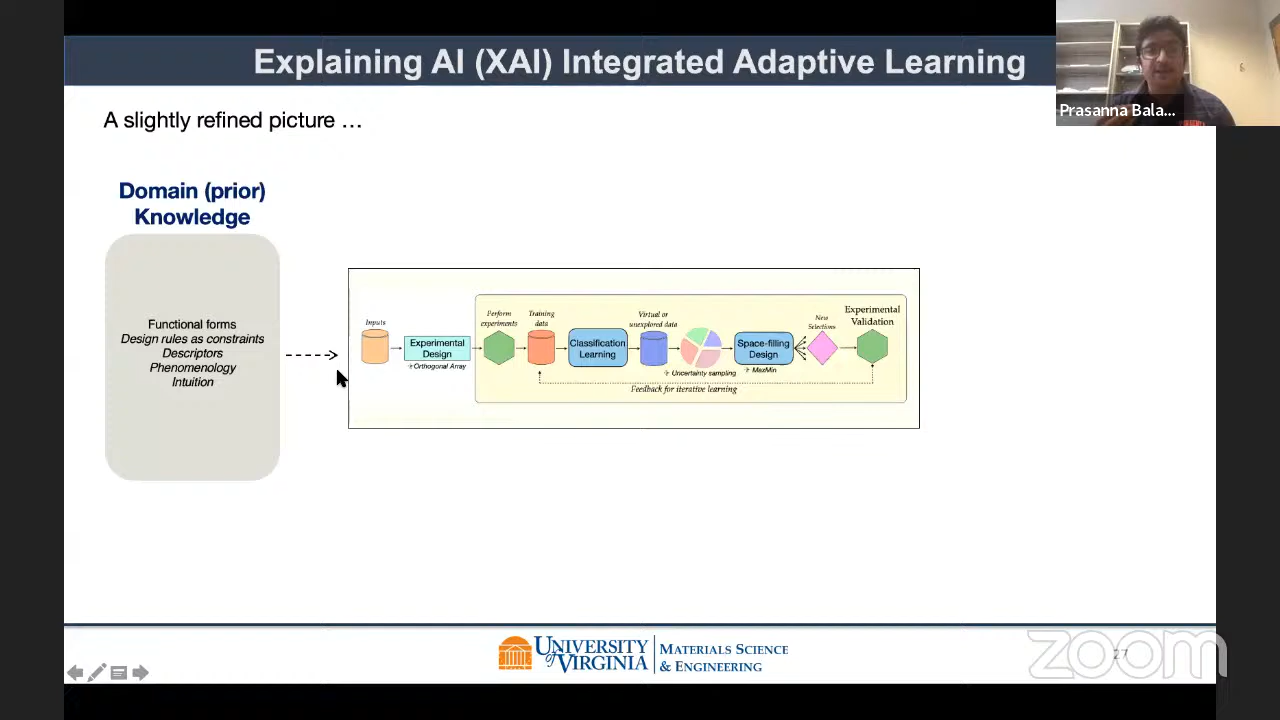 Explaining AI (XAI) Integrated Adaptive Learning
Prasanna Bala...
A slightly refined picture …
Domain (prior)
Knowledge
Functional forms
Design rules as constraints
Descriptors
Phenomenology
Intuition
Inputs
Experimental
Design
Orthogonal Array
Perform
experiments
Training
data
Classification
Learning
Virtual or
unexplored data
Uncertainty sampling
Space-filling
Design
MaxMin
New
Selections
Experimental
Validation
Feedback for iterative learning
UNIVERSITY
of VIRGINIA
MATERIALS SCIENCE
& ENGINEERING
27
zoom